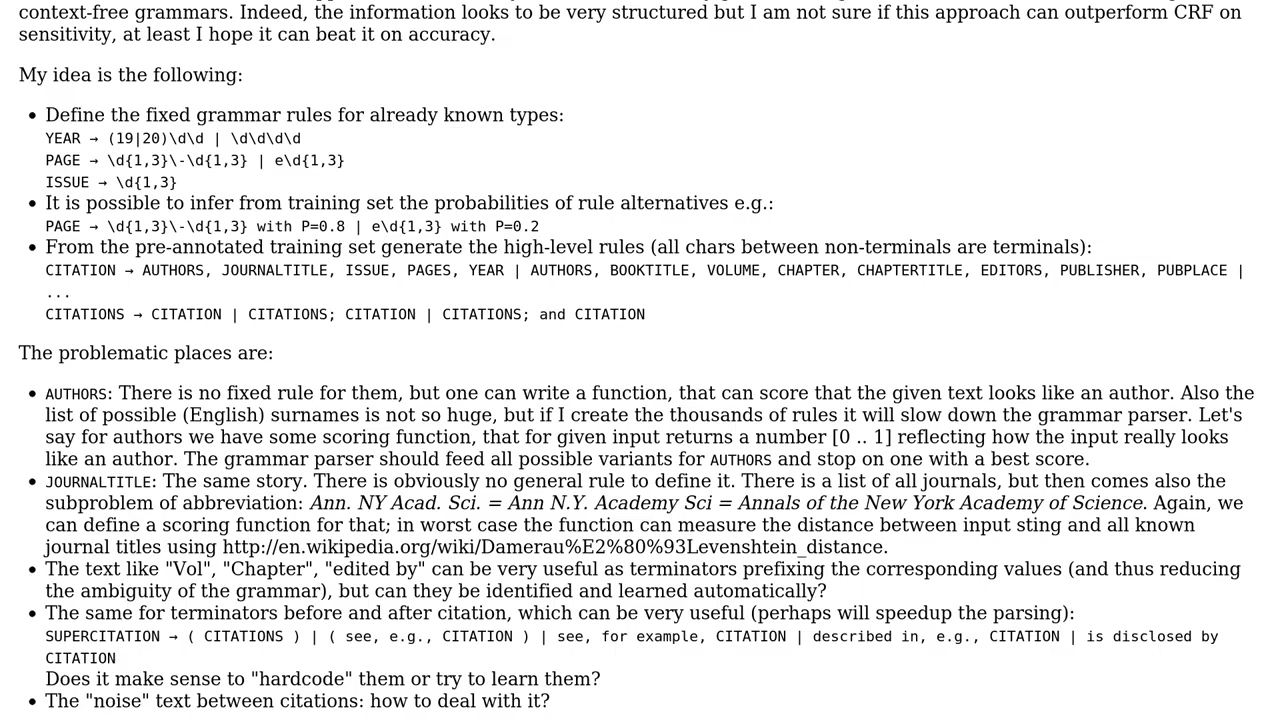 context-free grammars. Indeed, the information looks to be very structured but I am not sure if this approach can outperform CRF on
sensitivity, at least I hope it can beat it on accuracy.
My idea is the following:
• Define the fixed grammar rules for already known types:
YEAR → (19|20)\d\d | \d\d\d\d
PAGE → \d{1,3}\-\d{1,3} | e\d{1,3}
ISSUE → \d{1,3}
• It is possible to infer from training set the probabilities of rule alternatives e.g.:
PAGE → \d{1,3}\-\d{1,3} with P=0.8 | e\d{1,3} with P=0.2
• From the pre-annotated training set generate the high-level rules (all chars between non-terminals are terminals):
CITATION → AUTHORS, JOURNALTITLE, ISSUE, PAGES, YEAR | AUTHORS, BOOKTITLE, VOLUME, CHAPTER, CHAPTERTITLE, EDITORS, PUBLISHER, PUBPLACE |
...
CITATIONS → CITATION | CITATIONS; CITATION | CITATIONS; and CITATION
The problematic places are:
• AUTHORS: There is no fixed rule for them, but one can write a function, that can score that the given text looks like an author. Also the
list of possible (English) surnames is not so huge, but if I create the thousands of rules it will slow down the grammar parser. Let's
say for authors we have some scoring function, that for given input returns a number [0 .. 1] reflecting how the input really looks
like an author. The grammar parser should feed all possible variants for AUTHORS and stop on one with a best score.
• JOURNALTITLE: The same story. There is obviously no general rule to define it. There is a list of all journals, but then comes also the
subproblem of abbreviation: Ann. NY Acad. Sci. = Ann N.Y. Academy Sci = Annals of the New York Academy of Science. Again, we
can define a scoring function for that; in worst case the function can measure the distance between input sting and all known
journal titles using http://en.wikipedia.org/wiki/Damerau%E2%80%93Levenshtein_distance.
• The text like "Vol", "Chapter", "edited by" can be very useful as terminators prefixing the corresponding values (and thus reducing
the ambiguity of the grammar), but can they be identified and learned automatically?
• The same for terminators before and after citation, which can be very useful (perhaps will speedup the parsing):
SUPERCITATION → ( CITATIONS ) | ( see, e.g., CITATION ) | see, for example, CITATION | described in, e.g., CITATION | is disclosed by
CITATION
Does it make sense to "hardcode" them or try to learn them?
• The "noise" text between citations: how to deal with it?